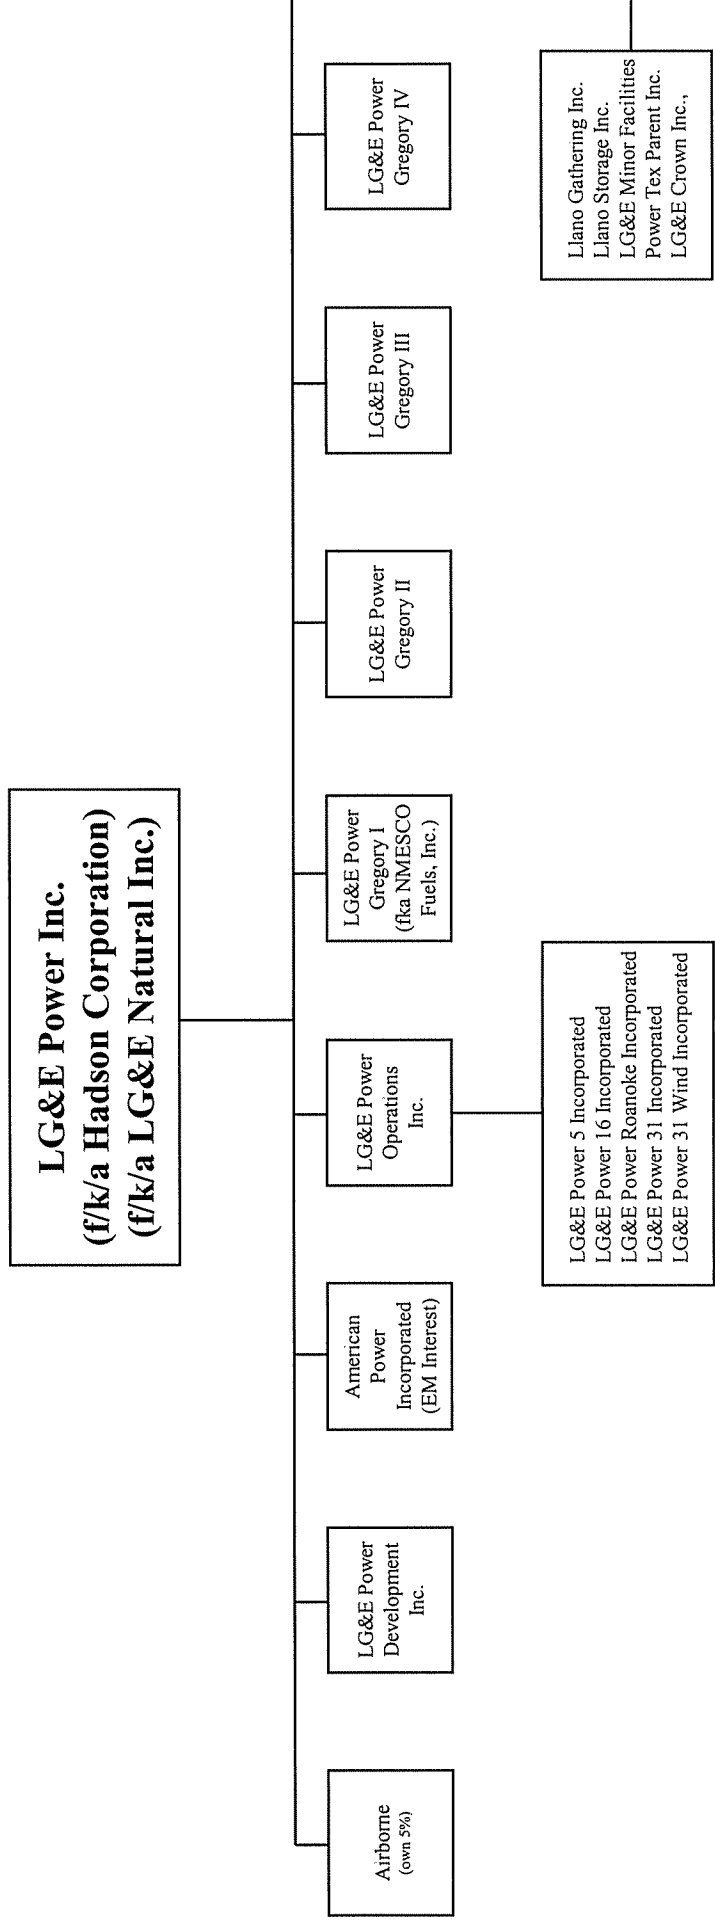 LG&E Power Inc.
(f/k/a Hadson Corporation)
(f/k/a LG&E Natural Inc.)
Airborne
(own 5%)
LG&E Power
Development
Inc.
American
Power
Incorporated
(EM Interest)
LG&E Power
Operations
Inc.
LG&E Power
Gregory I
(fka NMESCO
Fuels, Inc.)
LG&E Power
Gregory II
LG&E Power
Gregory III
LG&E Power
Gregory IV
LG&E Power 5 Incorporated
LG&E Power 16 Incorporated
LG&E Power Roanoke Incorporated
LG&E Power 31 Incorporated
LG&E Power 31 Wind Incorporated
Llano Gathering Inc.
Llano Storage Inc.
LG&E Minor Facilities
Power Tex Parent Inc.
LG&E Crown Inc.,